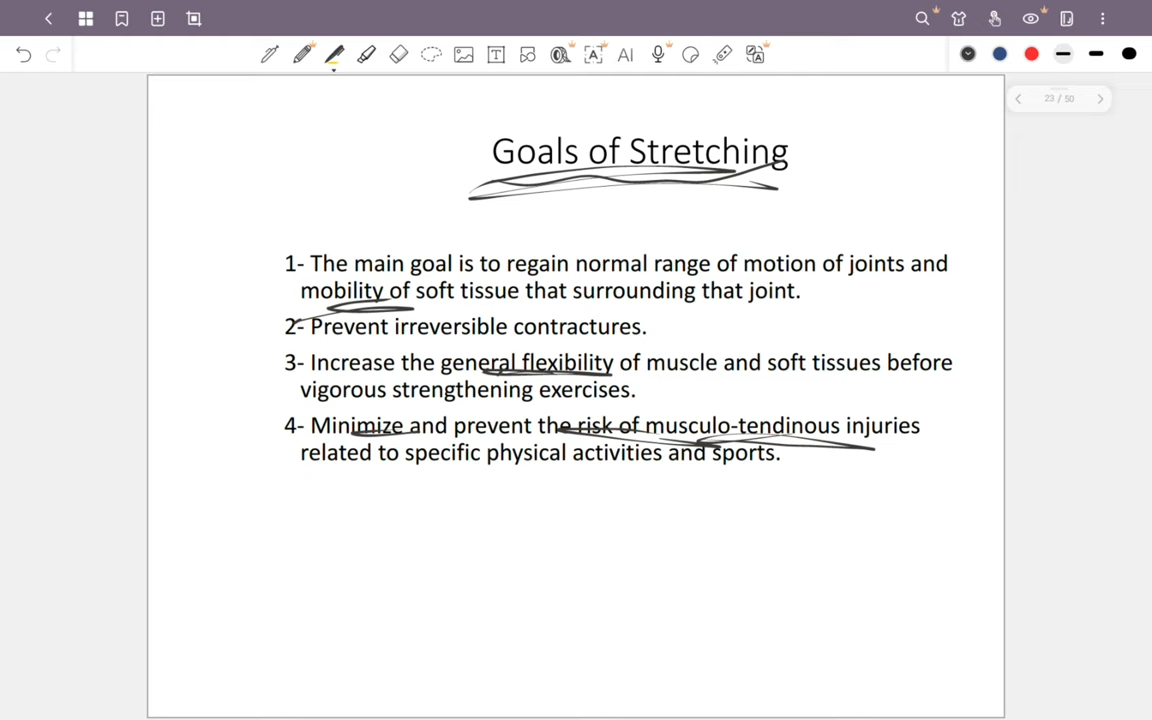 AI
23 / 50
Goals of Stretching
1- The main goal is to regain normal range of motion of joints and
mobility of soft tissue that surrounding that joint.
2- Prevent irreversible contractures.
3- Increase the general flexibility of muscle and soft tissues before
vigorous strengthening exercises.
4- Minimize and prevent the risk of musculo-tendinous injuries
related to specific physical activities and sports.